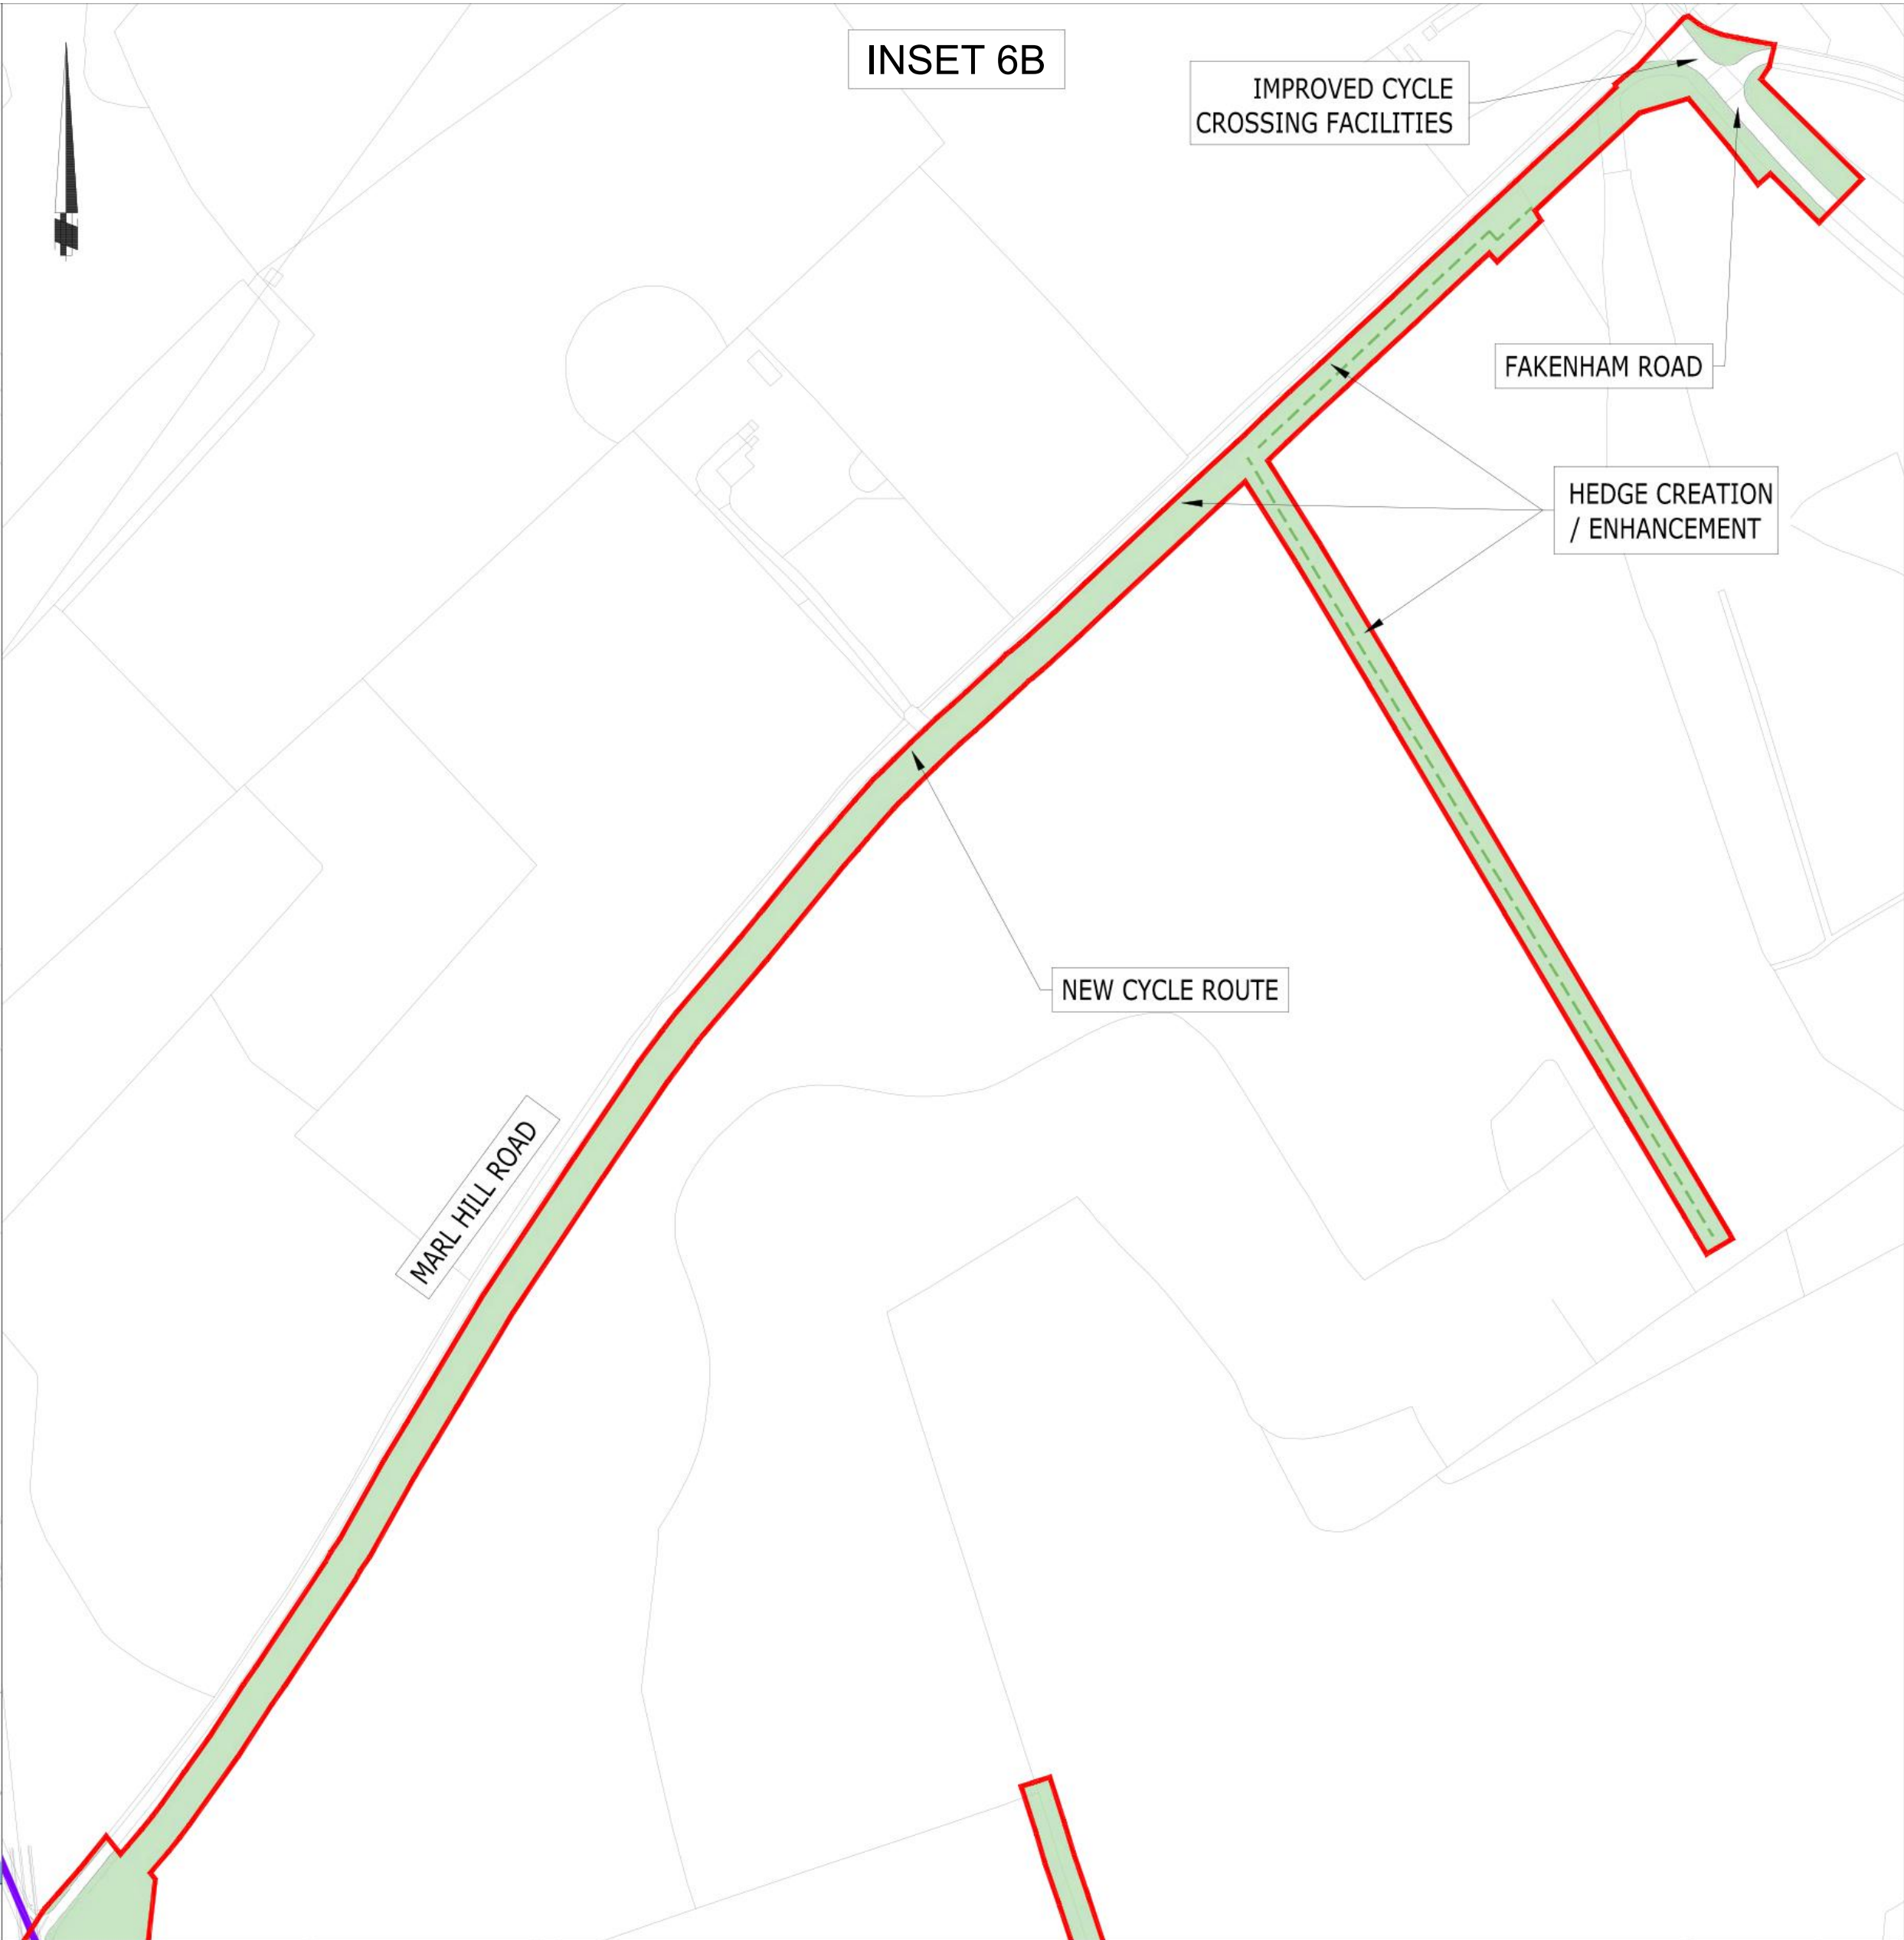 INSET 6B
IMPROVED CYCLE
CROSSING FACILITIES
FAKENHAM ROAD
HEDGE CREATION
/ ENHANCEMENT
NEW CYCLE ROUTE
MARL HILL ROAD